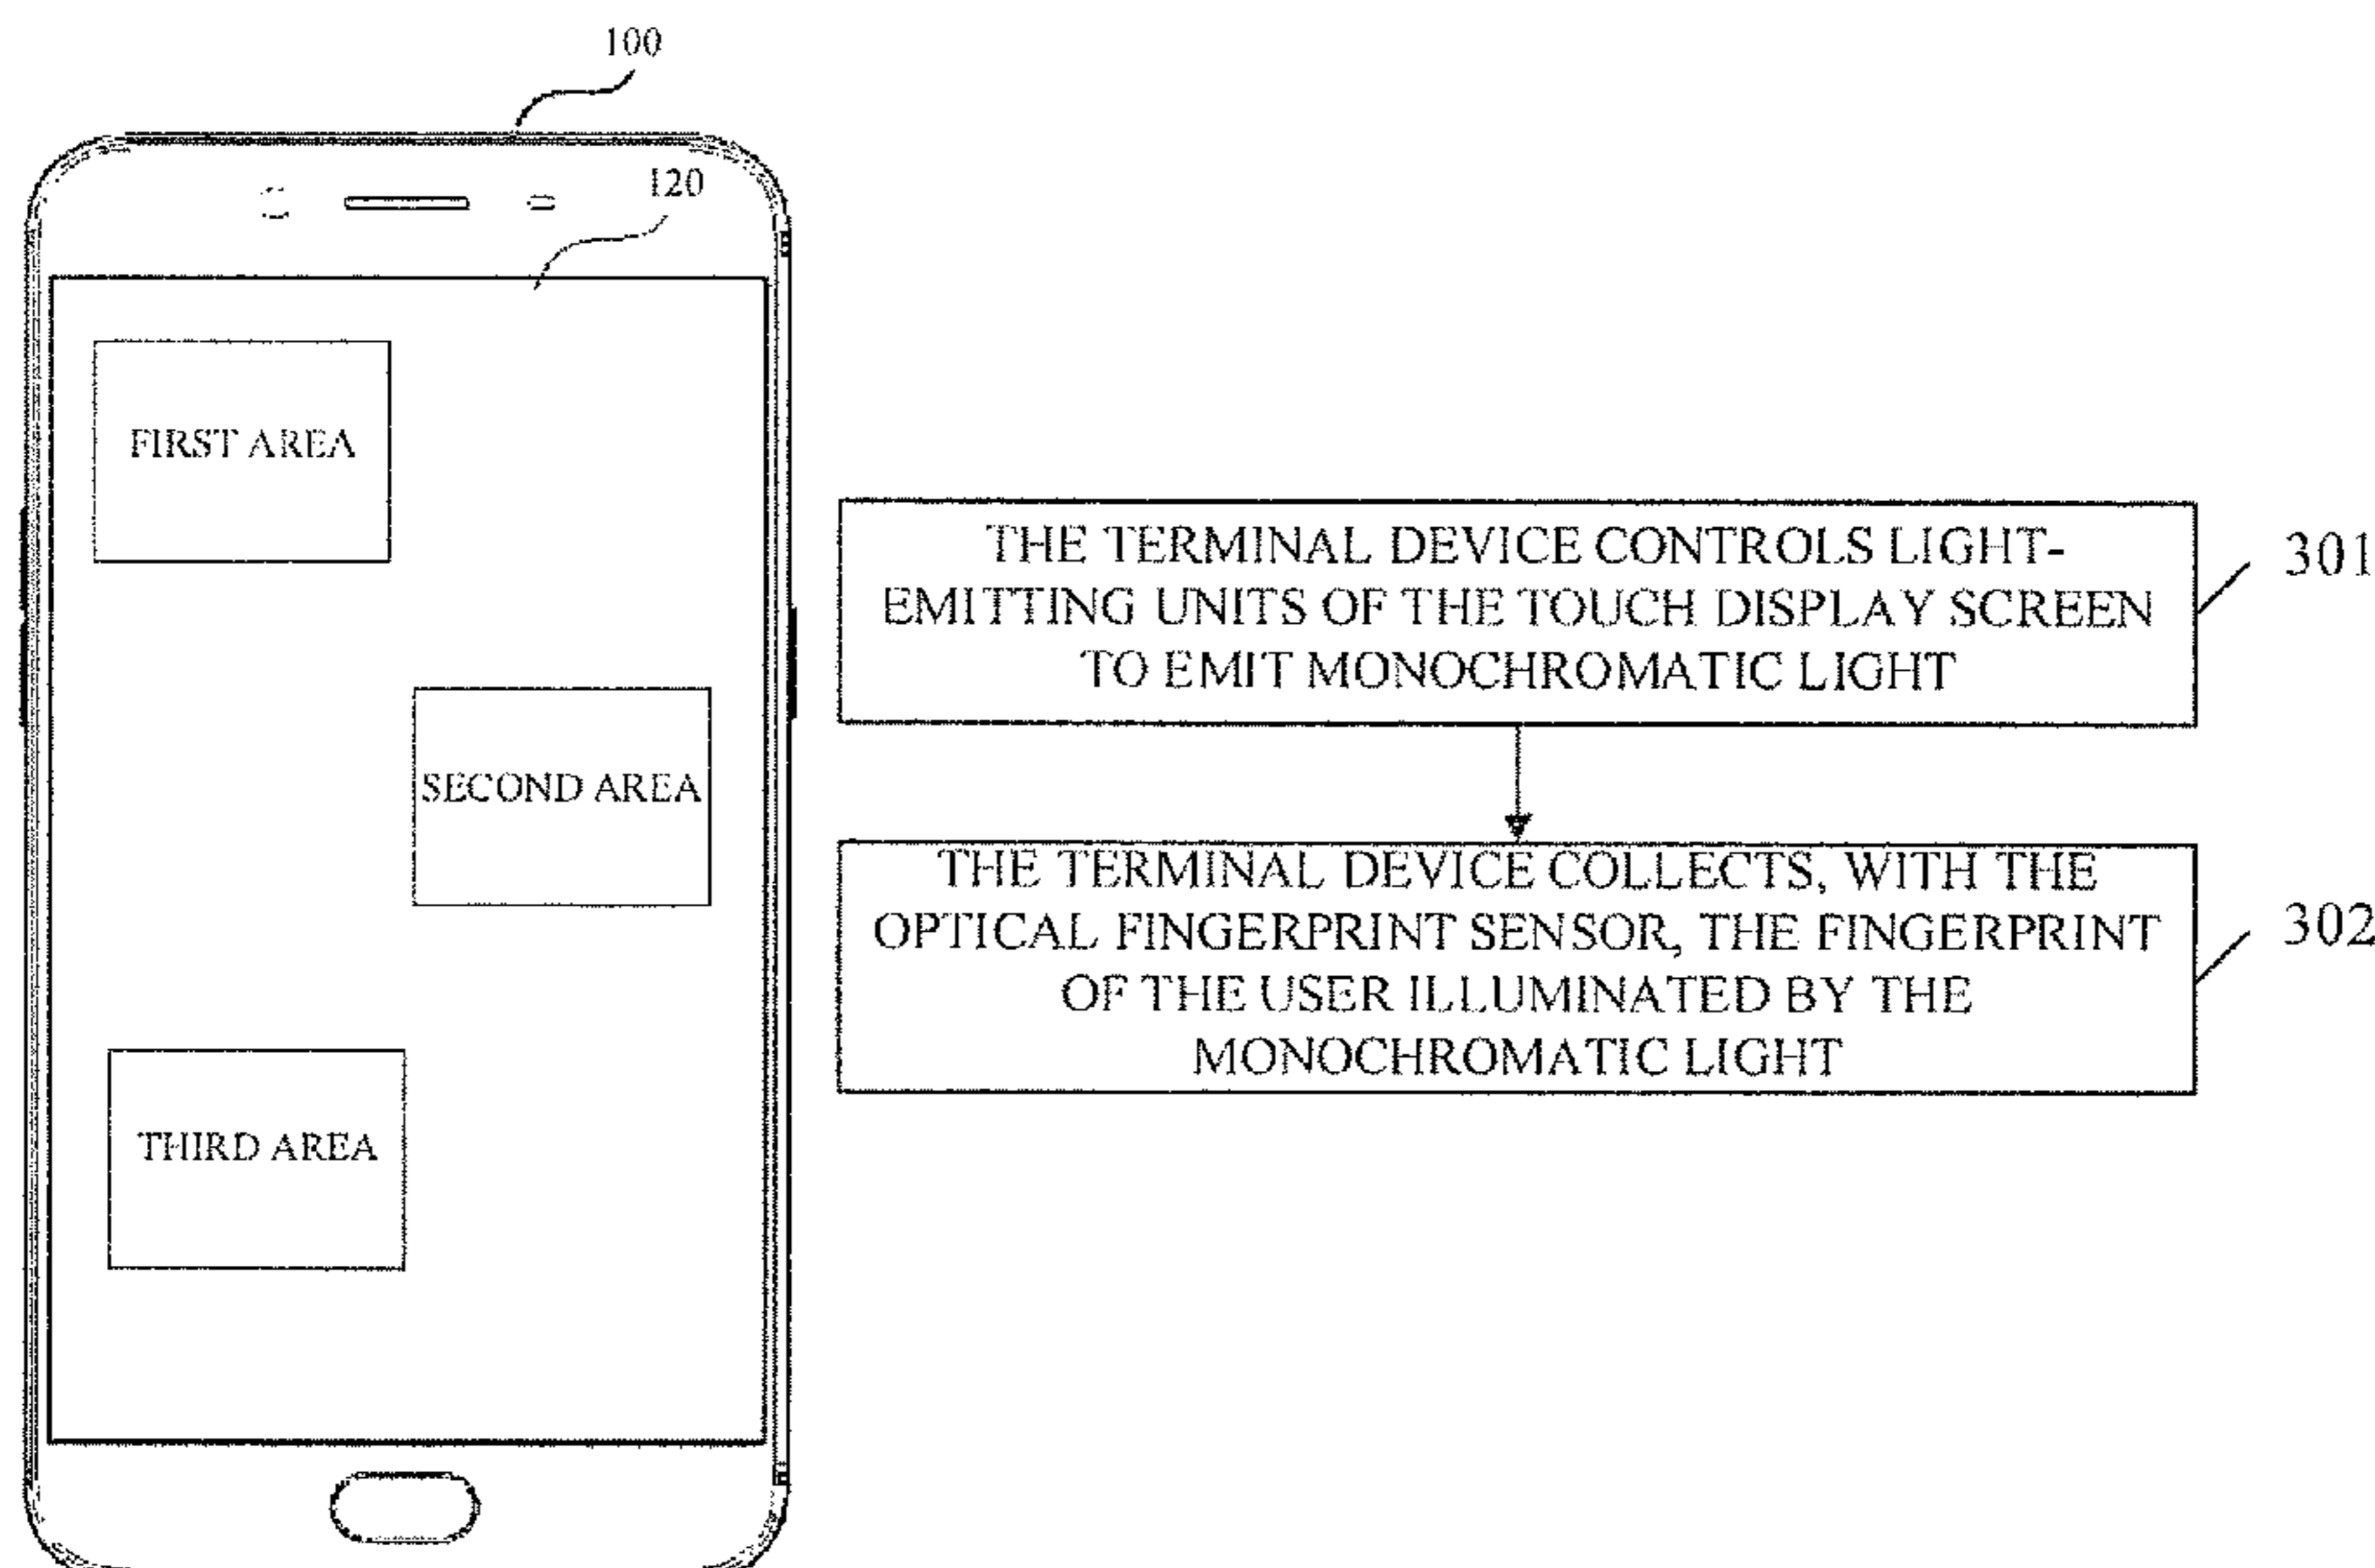 100
120
FIRST AREA
SECOND AREA
THIRD AREA
THE TERMINAL DEVICE CONTROLS LIGHT-
EMITTING UNITS OF THE TOUCH DISPLAY SCREEN
TO EMIT MONOCHROMATIC LIGHT
301
THE TERMINAL DEVICE COLLECTS, WITH THE
OPTICAL FINGERPRINT SENSOR, THE FINGERPRINT
OF THE USER ILLUMINATED BY THE
MONOCHROMATIC LIGHT
302